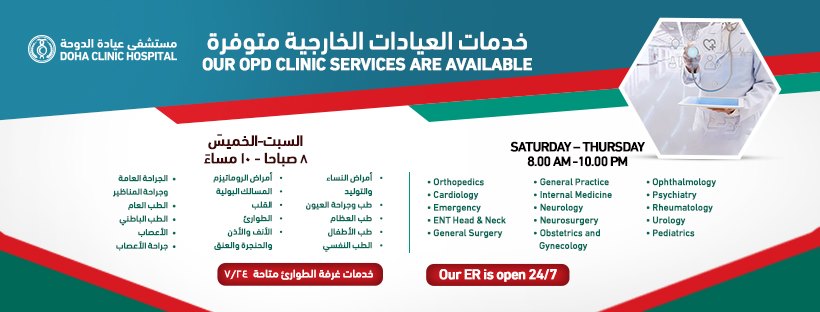 مستشفى عيادة الدوحة
DOHA CLINIC HOSPITAL
خدمات العيادات الخارجية متوفرة
OUR OPD CLINIC SERVICES ARE AVAILABLE
السبت-الخميسّ
٨ صباحا - ١٠ مساءً
• أمراض النساء
والتوليد
• طب وجراحة العيون
• طب العظام
• طب الأطفال
• الطب النفسي
• أمراض الروماتيزم
• المسالك البولية
• القلب
• الطوارئ
• الأنف والأذن
والحنجرة والعنق
• الجراحة العامة
وجراحة المناظير
• الطب العام
• الطب الباطني
• الأعصاب
• جراحة الأعصاب
خدمات غرفة الطوارئ متاحة ٧/٢٤
SATURDAY – THURSDAY
8.00 AM -10.00 PM
• Orthopedics
• Cardiology
• Emergency
• ENT Head & Neck
• General Surgery
• General Practice
• Internal Medicine
• Neurology
• Neurosurgery
• Obstetrics and
Gynecology
• Ophthalmology
• Psychiatry
• Rheumatology
• Urology
• Pediatrics
Our ER is open 24/7